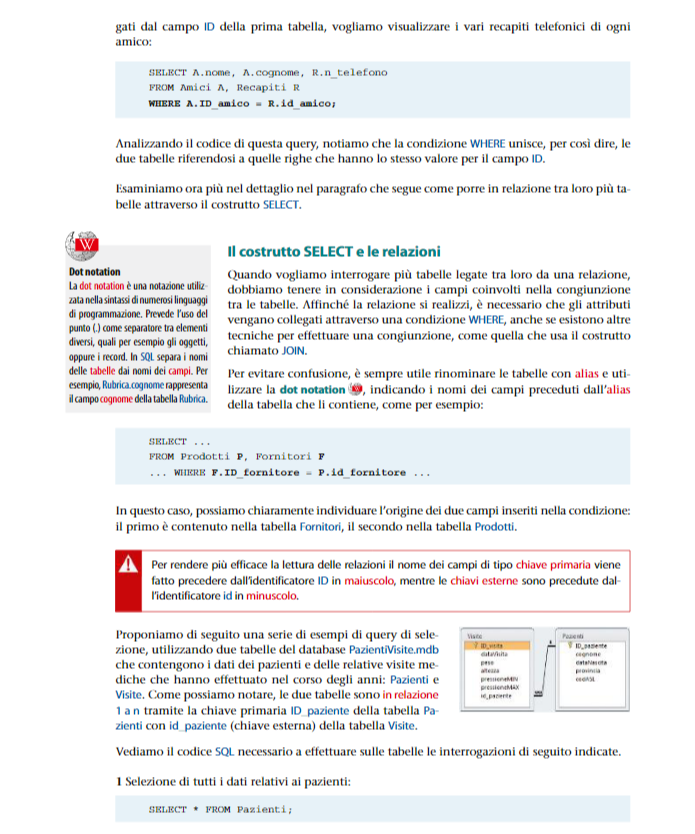 gati dal campo ID della prima tabella, vogliamo visualizzare i vari recapiti telefonici di ogni
amico:
SELECT A.nome, A.cognome, R.n_telefono
FROM Amici A, Recapiti R
WHERE A.ID_amico = R.id_amico;
Analizzando il codice di questa query, notiamo che la condizione WHERE unisce, per così dire, le
due tabelle riferendosi a quelle righe che hanno lo stesso valore per il campo ID.
Esaminiamo ora più nel dettaglio nel paragrafo che segue come porre in relazione tra loro più ta-
belle attraverso il costrutto SELECT.
W
Dot notation
La dot notation è una notazione utiliz-
zata nella sintassi di numerosi linguaggi
di programmazione. Prevede l'uso del
punto (.) come separatore tra elementi
diversi, quali per esempio gli oggetti,
oppure i record. In SQL separa i nomi
delle tabelle dai nomi dei campi. Per
esempio, Rubrica.cognome rappresenta
il campo cognome della tabella Rubrica.
Il costrutto SELECT e le relazioni
Quando vogliamo interrogare più tabelle legate tra loro da una relazione,
dobbiamo tenere in considerazione i campi coinvolti nella congiunzione
tra le tabelle. Affinché la relazione si realizzi, è necessario che gli attributi
vengano collegati attraverso una condizione WHERE, anche se esistono altre
tecniche per effettuare una congiunzione, come quella che usa il costrutto
chiamato JOIN.
Per evitare confusione, è sempre utile rinominare le tabelle con alias e uti-
lizzare la dot notation, indicando i nomi dei campi preceduti dall'alias
della tabella che li contiene, come per esempio:
SELECT ...
FROM Prodotti P, Fornitori F
... WHERE F.ID_fornitore = P.id_fornitore ...
In questo caso, possiamo chiaramente individuare l'origine dei due campi inseriti nella condizione:
il primo è contenuto nella tabella Fornitori, il secondo nella tabella Prodotti.
Per rendere più efficace la lettura delle relazioni il nome dei campi di tipo chiave primaria viene
fatto precedere dall'identificatore ID in maiuscolo, mentre le chiavi esterne sono precedute dal-
l'identificatore id in minuscolo.
Proponiamo di seguito una serie di esempi di query di sele-
zione, utilizzando due tabelle del database PazientiVisite.mdb
che contengono i dati dei pazienti e delle relative visite me-
diche che hanno effettuato nel corso degli anni: Pazienti e
Visite. Come possiamo notare, le due tabelle sono in relazione
1 a n tramite la chiave primaria ID_paziente della tabella Pa-
zienti con id_paziente (chiave esterna) della tabella Visite.
Visite
ID_visita
dataVisita
peso
altezza
pressioneMIN
pressioneMAX
id_paziente
Pazienti
ID_paziente
cognome
dataNascita
provincia
codASL
Vediamo il codice SQL necessario a effettuare sulle tabelle le interrogazioni di seguito indicate.
1 Selezione di tutti i dati relativi ai pazienti:
SELECT * FROM Pazienti;